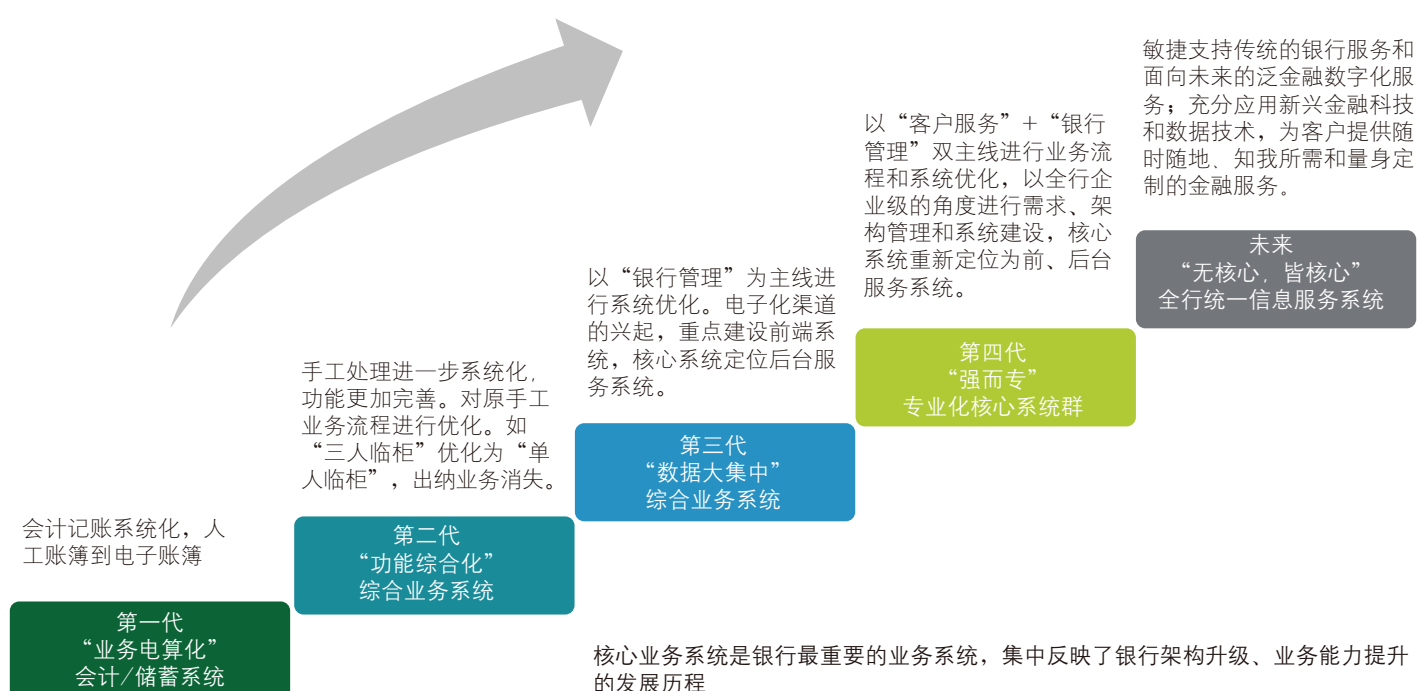 会计记账系统化，人
工账簿到电子账簿
第一代
“业务电算化”
会计/储蓄系统
手工处理进一步系统化，
功能更加完善。对原手工
业务流程进行优化。如
“三人临柜”优化为“单
人临柜”，出纳业务消失。
第二代
“功能综合化”
综合业务系统
以“银行管理”为主线进
行系统优化。电子化渠道
的兴起，重点建设前端系
统，核心系统定位后台服
务系统。
第三代
“数据大集中”
综合业务系统
以“客户服务”+“银行
管理”双主线进行业务流
程和系统优化，以全行企
业级的角度进行需求、架
构管理和系统建设，核心
系统重新定位为前、后台
服务系统。
第四代
“强而专”
专业化核心系统群
敏捷支持传统的银行服务和
面向未来的泛金融数字化服
务；充分应用新兴金融科技
和数据技术，为客户提供随
时随地、知我所需和量身定
制的金融服务。
未来
“无核心，皆核心”
全行统一信息服务系统
核心业务系统是银行最重要的业务系统，集中反映了银行架构升级、业务能力提升
的发展历程